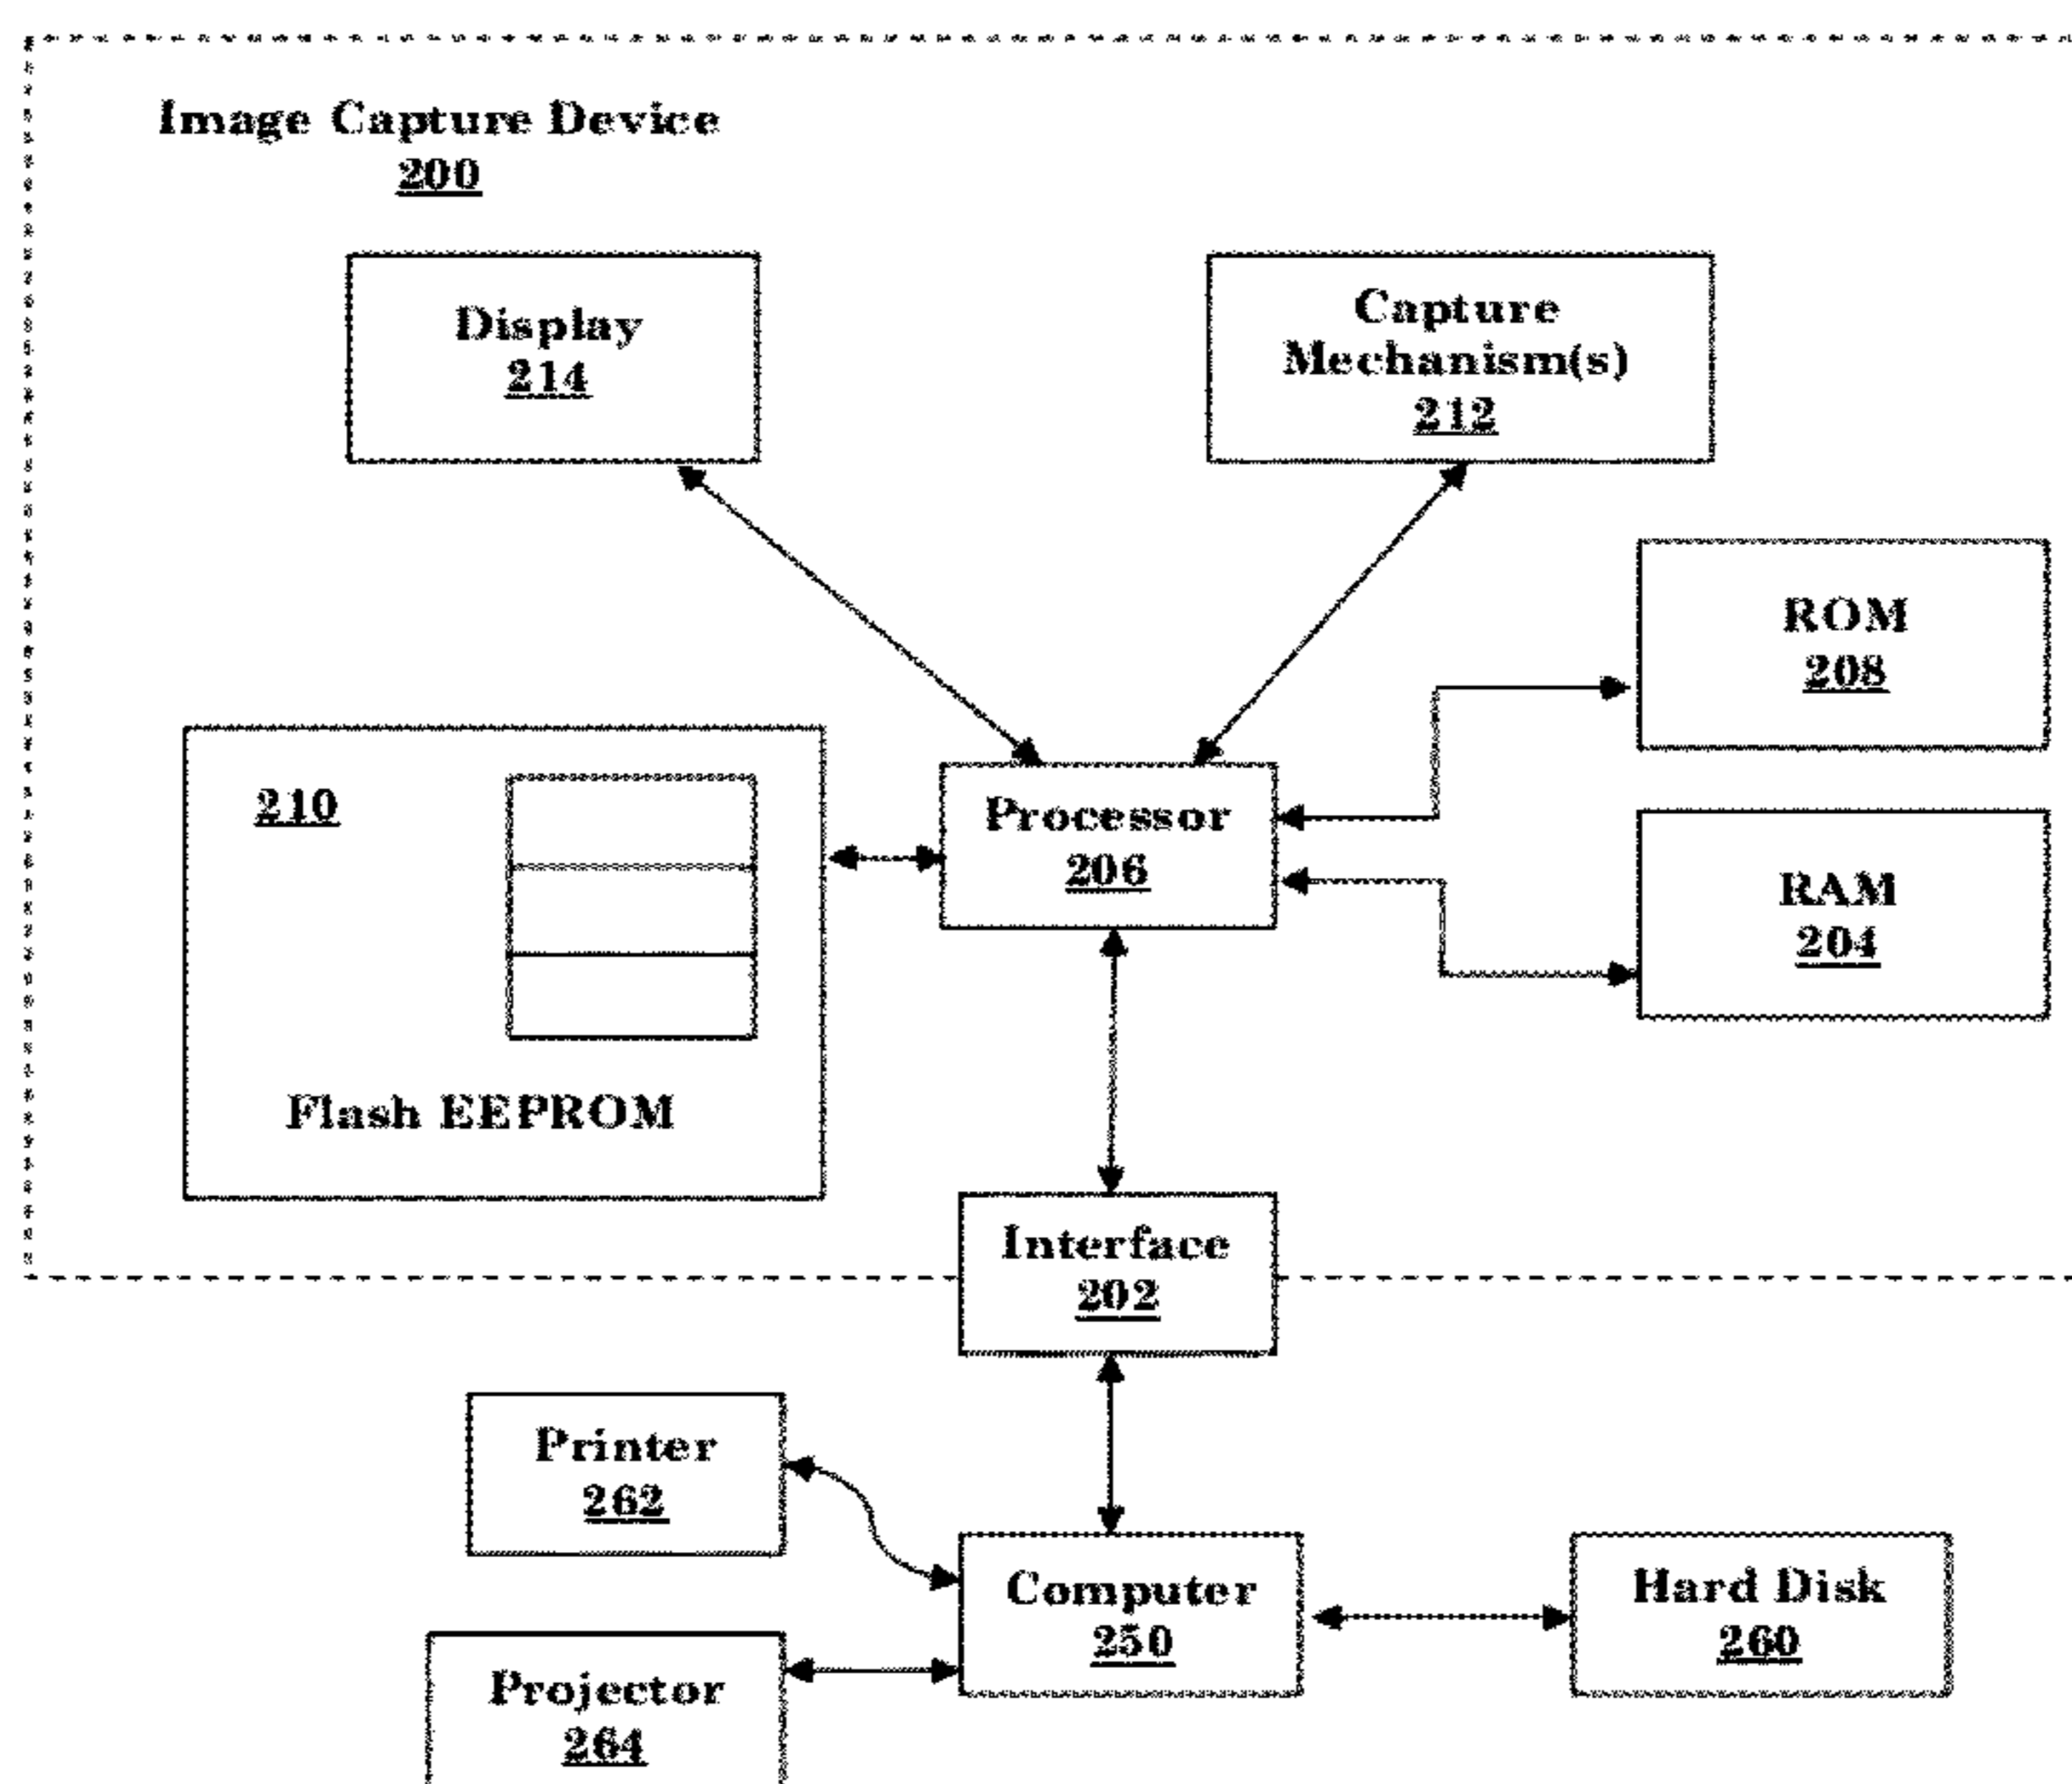 Image Capture Device
200
Display
214
Capture
Mechanism(s)
212
ROM
208
210
Flash EEPROM
Processor
206
RAM
204
Interface
202
Printer
262
Computer
250
Hard Disk
260
Projector
264